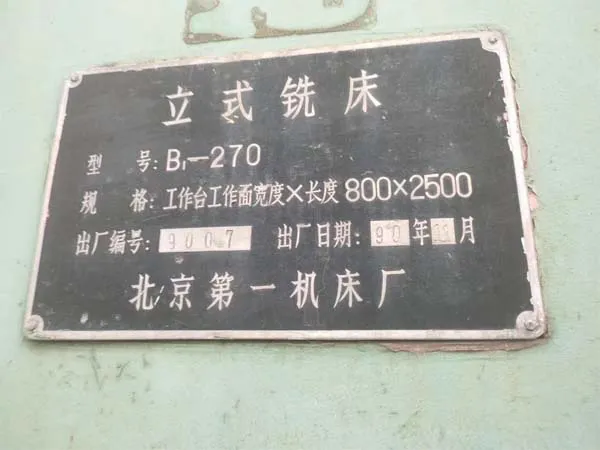 立式铣床
型 号: B₁-270
规 格: 工作台工作面宽度×长度 800×2500
出厂编号: 9007 出厂日期: 90年 月
北京第一机床厂